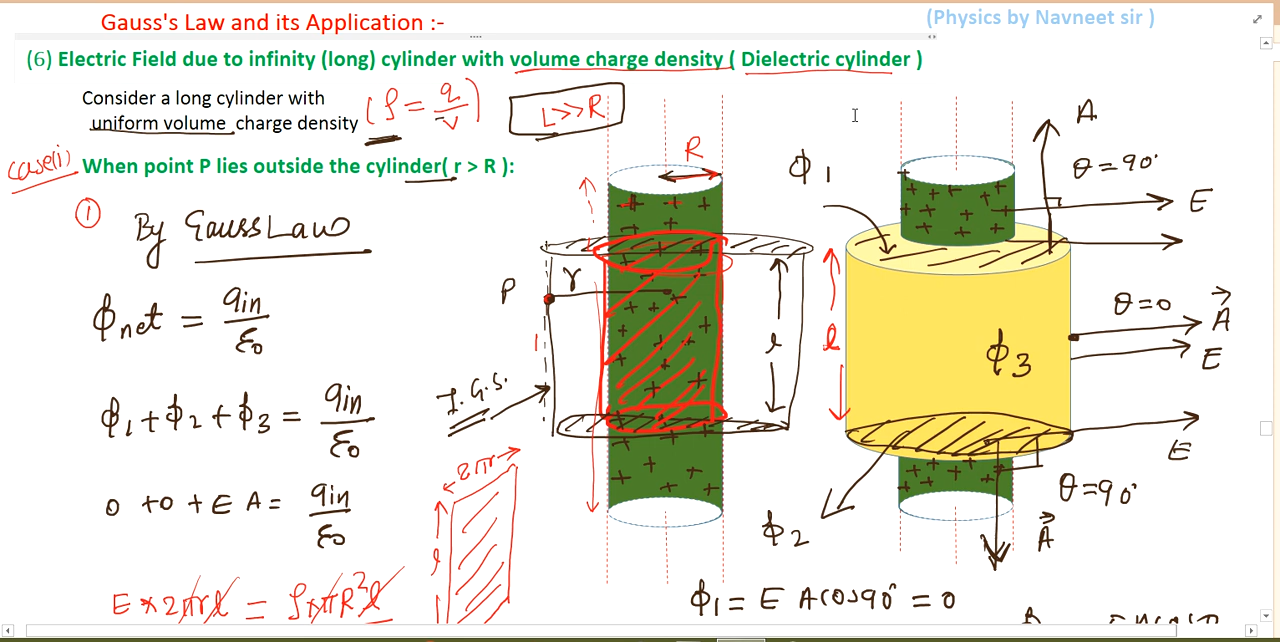 Gauss's Law and its Application :-
(Physics by Navneet sir )
(6) Electric Field due to infinity (long) cylinder with volume charge density ( Dielectric cylinder )
Consider a long cylinder with
uniform volume charge density
(ρ = q/V)
L>>R
case(i)
When point P lies outside the cylinder( r > R ):
①
By Gauss Law
ϕnet = qin/ε0
ϕ1 + ϕ2 + ϕ3 = qin/ε0
0 + 0 + E A = qin/ε0
E × 2πrl = ρ×πR²l
I.G.S.
2πr
l
R
P
r
l
l
ϕ1
A
θ = 90°
E
θ = 0
A
E
ϕ3
E
θ = 90°
A
ϕ2
ϕ1 = E A cos 90° = 0